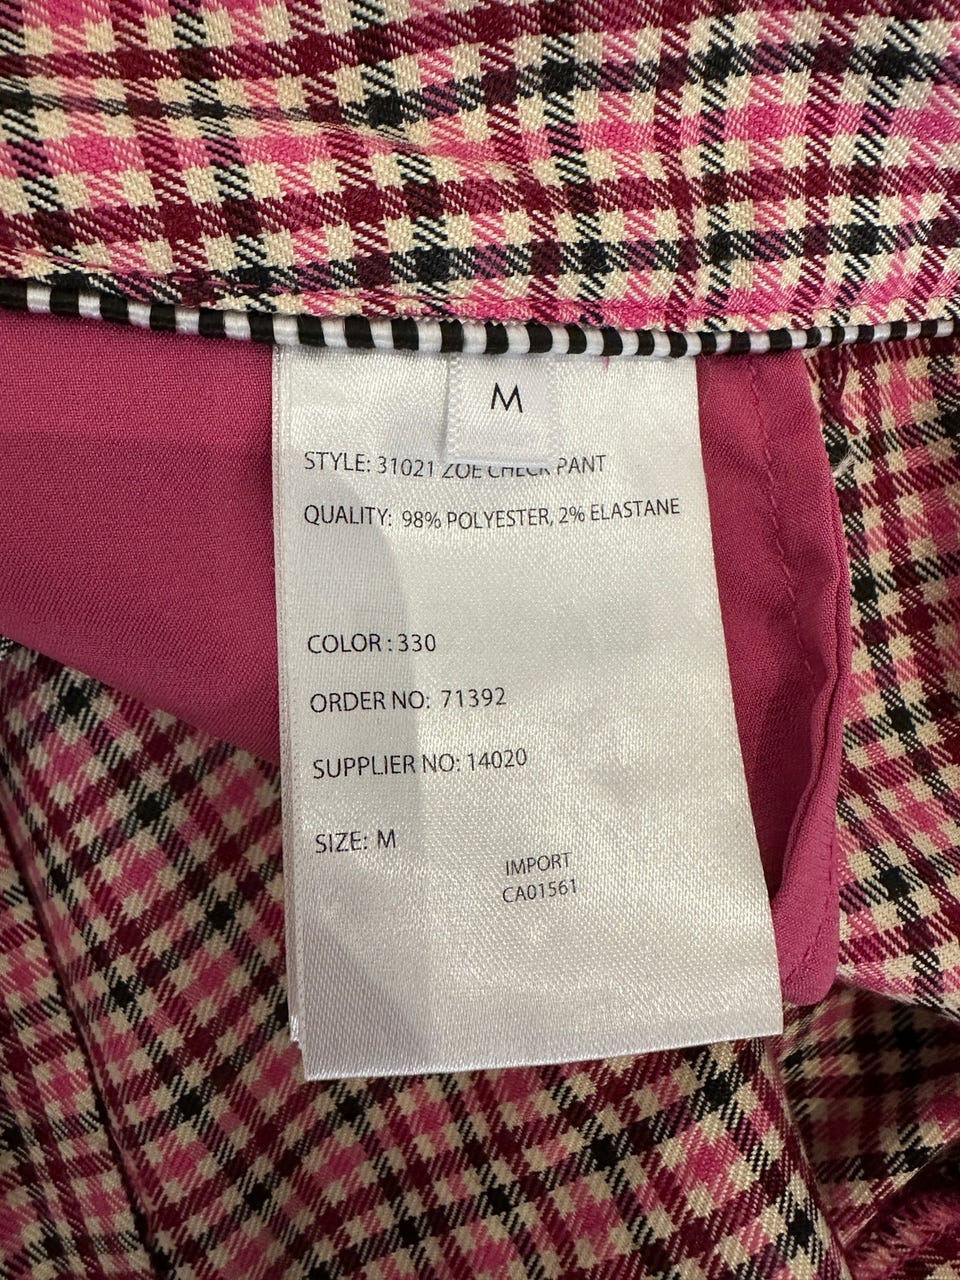 M
STYLE: 31021 ZOE CHECK PANT
QUALITY: 98% POLYESTER, 2% ELASTANE
COLOR : 330
ORDER NO: 71392
SUPPLIER NO: 14020
SIZE: M
IMPORT
CA01561